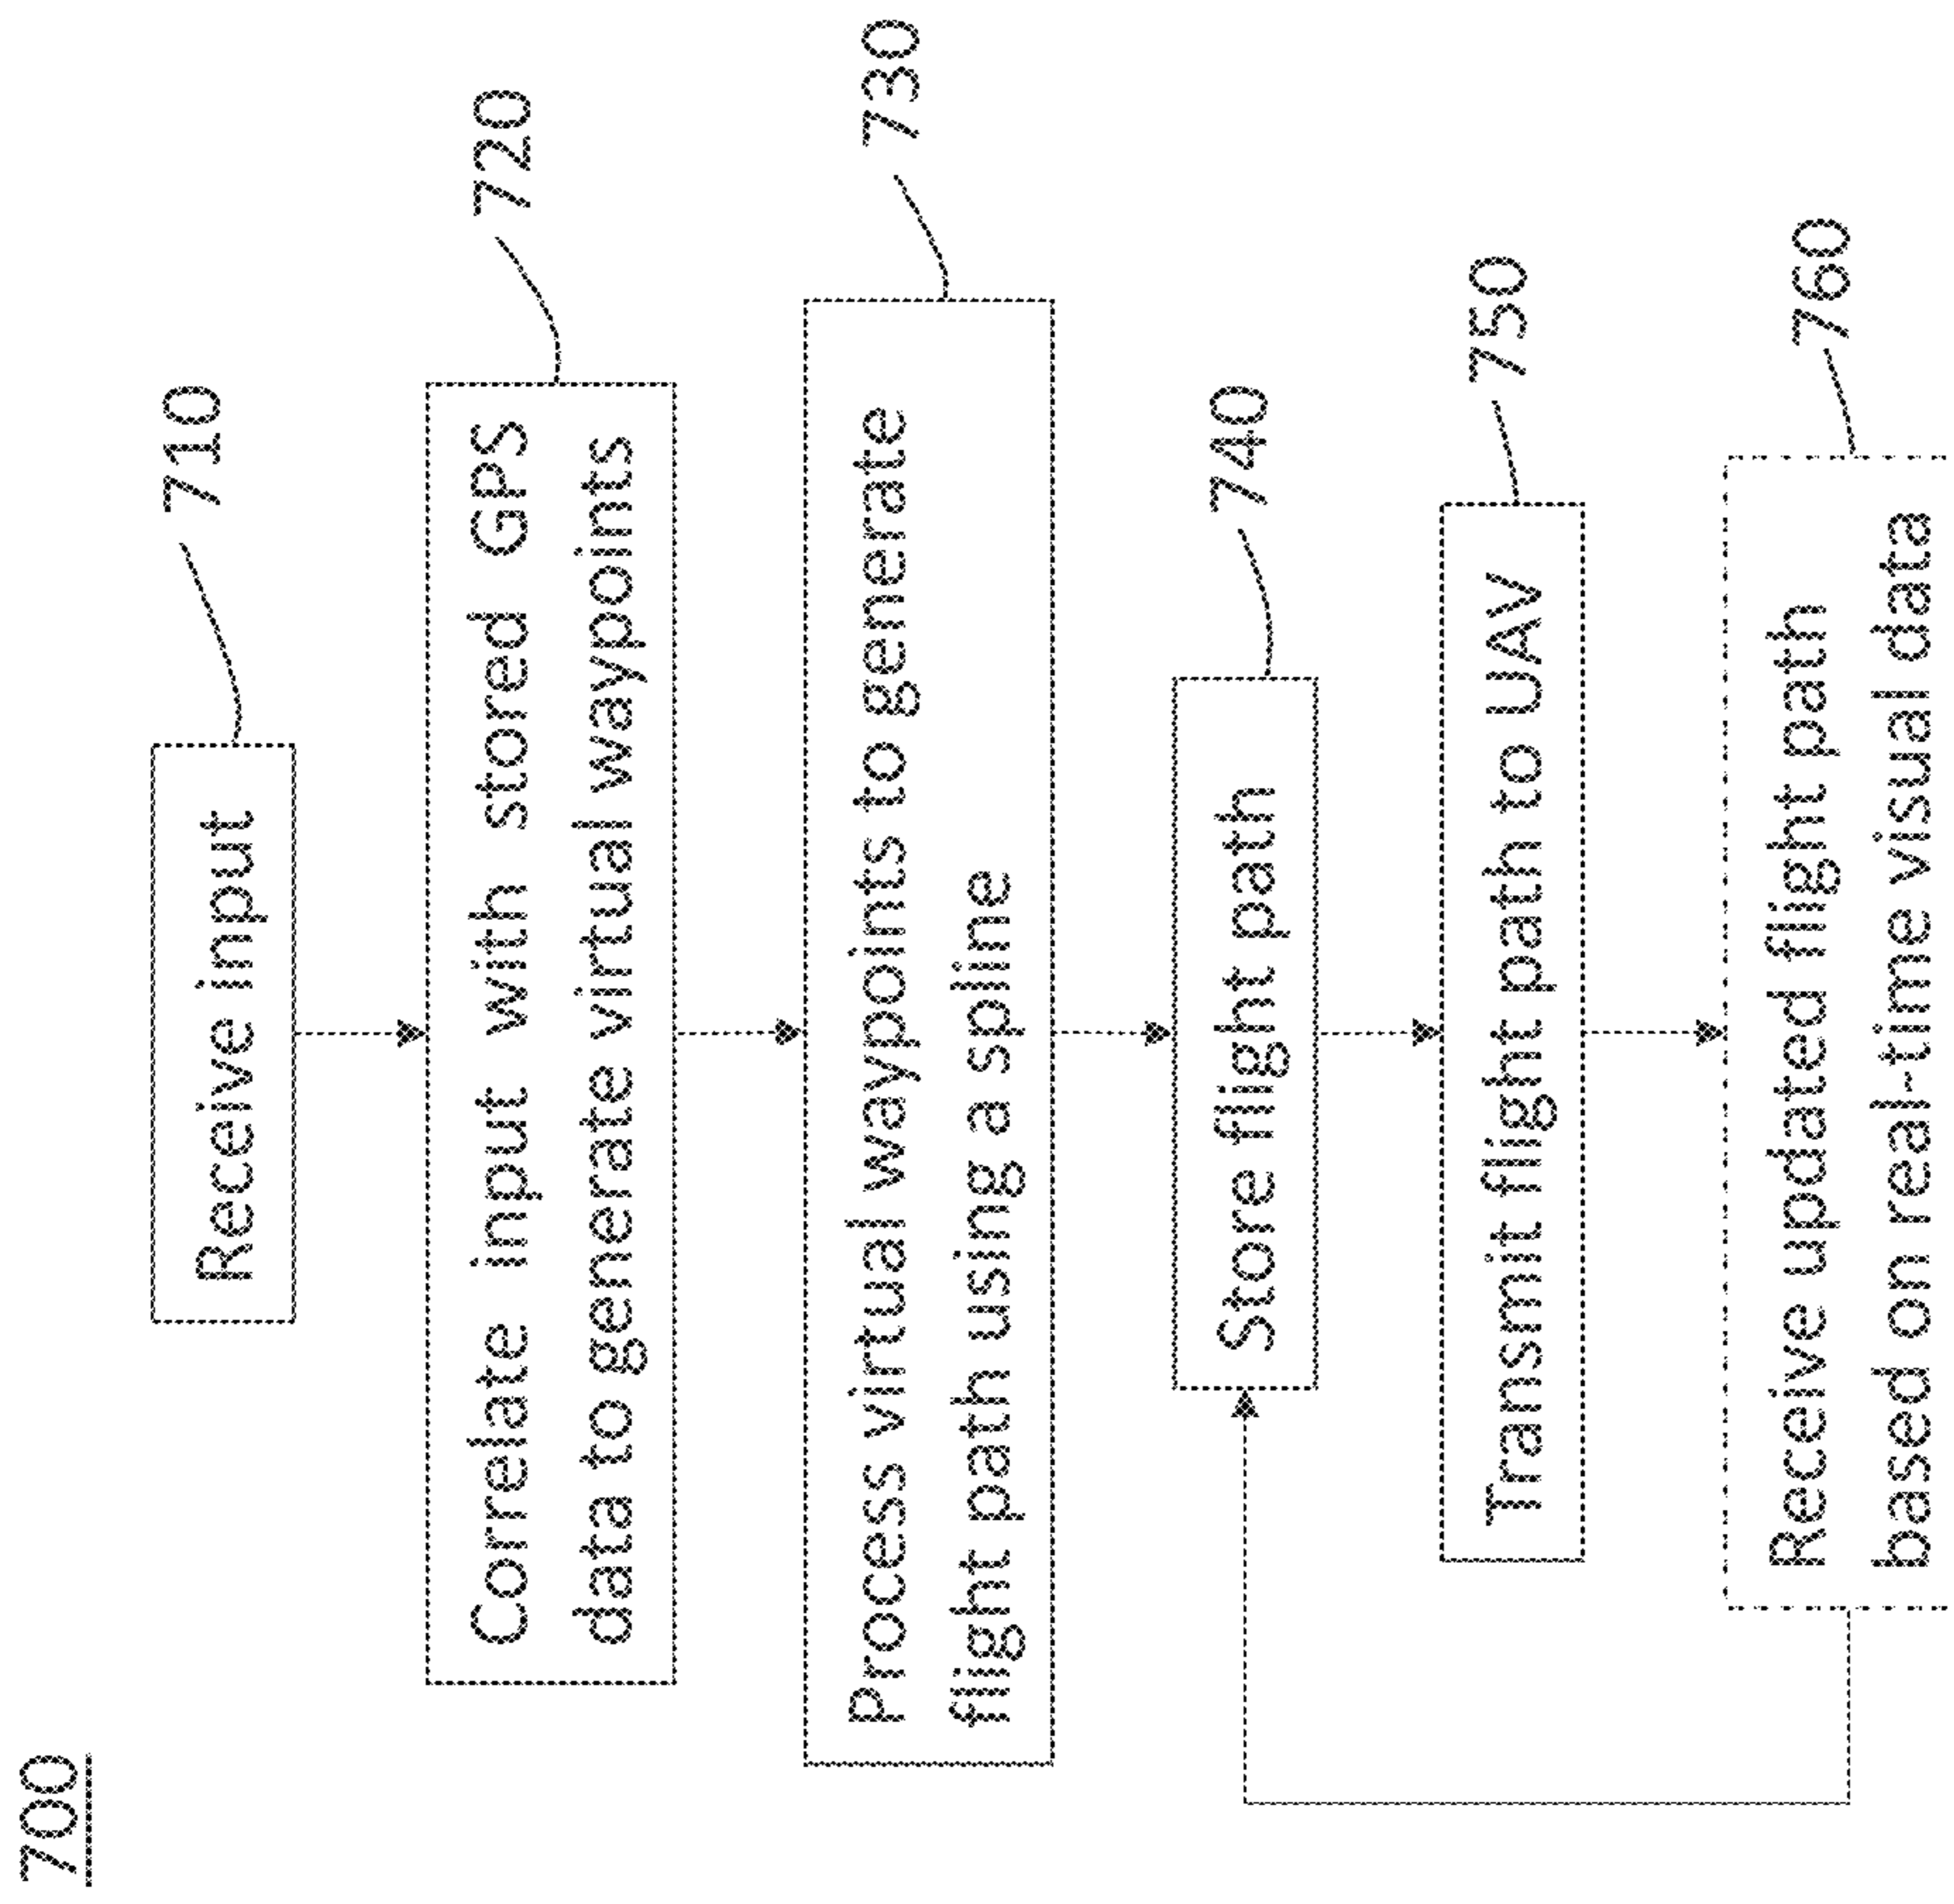 700
Receive input
710
Correlate input with stored GPS
data to generate virtual waypoints
720
Process virtual waypoints to generate
flight path using a spline
730
Store flight path
740
Transmit flight path to UAV
750
Receive updated flight path
based on real-time visual data
760